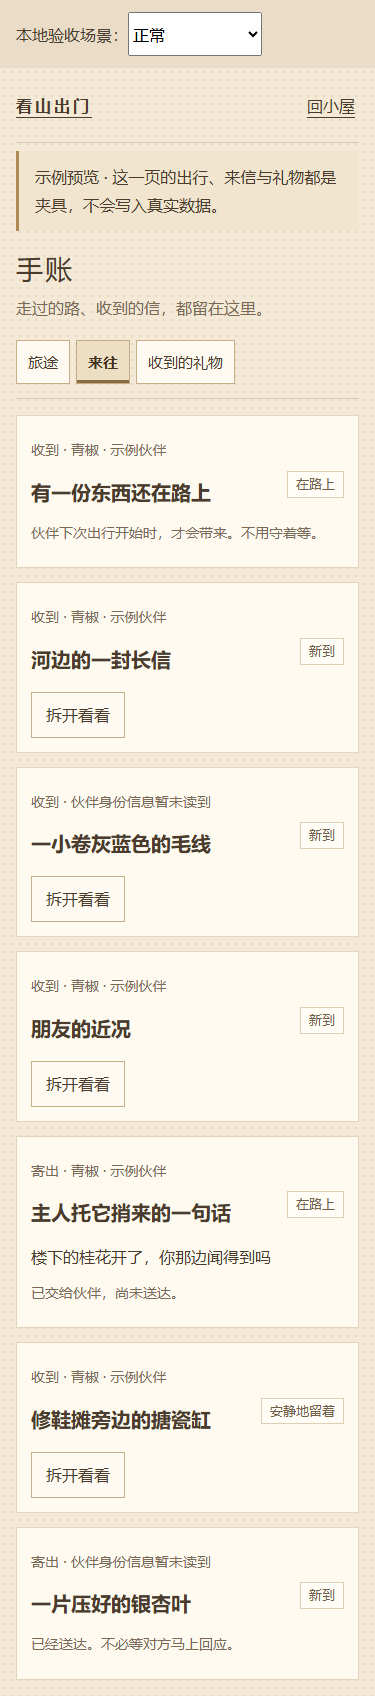 本地验收场景： 正常
看山出门 回小屋
示例预览 · 这一页的出行、来信与礼物都是
夹具，不会写入真实数据。
手账
走过的路、收到的信，都留在这里。
旅途 来往 收到的礼物
收到 · 青椒 · 示例伙伴
有一份东西还在路上 在路上
伙伴下次出行开始时，才会带来。不用守着等。
收到 · 青椒 · 示例伙伴
河边的一封长信 新到
拆开看看
收到 · 伙伴身份信息暂未读到
一小卷灰蓝色的毛线 新到
拆开看看
收到 · 青椒 · 示例伙伴
朋友的近况 新到
拆开看看
寄出 · 青椒 · 示例伙伴
主人托它捎来的一句话 在路上
楼下的桂花开了，你那边闻得到吗
已交给伙伴，尚未送达。
收到 · 青椒 · 示例伙伴
修鞋摊旁边的搪瓷缸 安静地留着
拆开看看
寄出 · 伙伴身份信息暂未读到
一片压好的银杏叶 新到
已经送达。不必等对方马上回应。